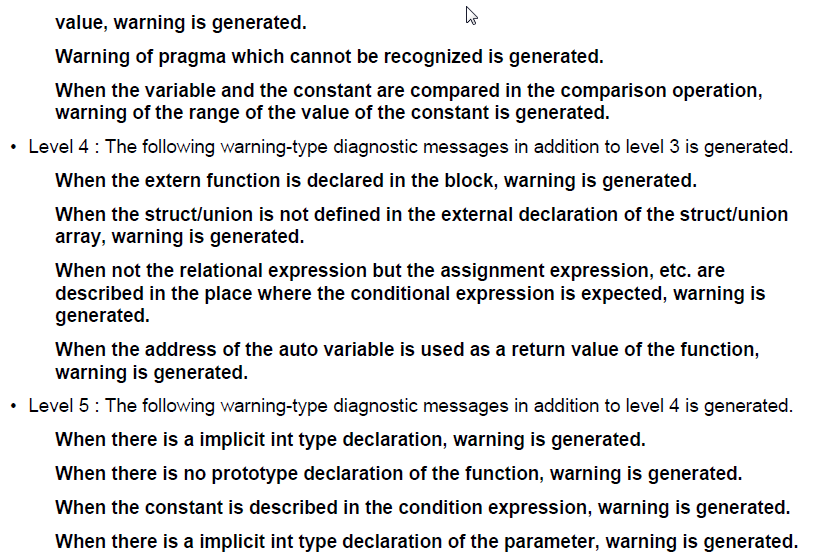 value, warning is generated.
Warning of pragma which cannot be recognized is generated.
When the variable and the constant are compared in the comparison operation,
warning of the range of the value of the constant is generated.
• Level 4 : The following warning-type diagnostic messages in addition to level 3 is generated.
When the extern function is declared in the block, warning is generated.
When the struct/union is not defined in the external declaration of the struct/union
array, warning is generated.
When not the relational expression but the assignment expression, etc. are
described in the place where the conditional expression is expected, warning is
generated.
When the address of the auto variable is used as a return value of the function,
warning is generated.
• Level 5 : The following warning-type diagnostic messages in addition to level 4 is generated.
When there is a implicit int type declaration, warning is generated.
When there is no prototype declaration of the function, warning is generated.
When the constant is described in the condition expression, warning is generated.
When there is a implicit int type declaration of the parameter, warning is generated.